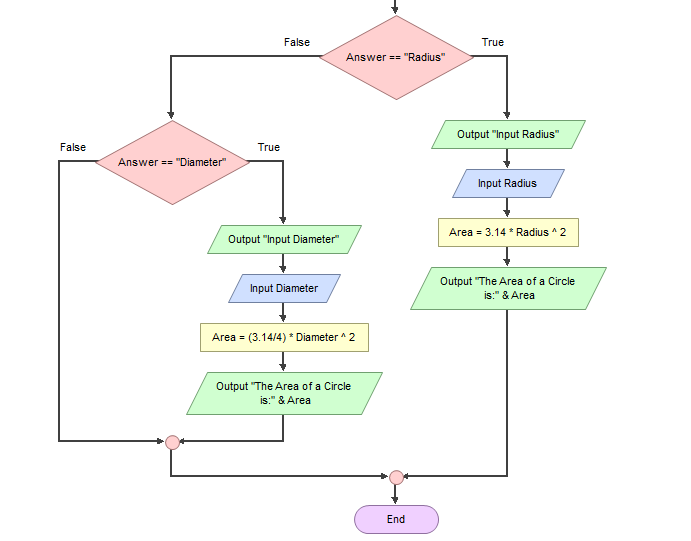 False
True
Answer == "Radius"
Output "Input Radius"
False
True
Answer == "Diameter"
Input Radius
Area = 3.14 * Radius ^ 2
Output "Input Diameter"
Output "The Area of a Circle
is:" & Area
Input Diameter
Area = (3.14/4) * Diameter ^ 2
Output "The Area of a Circle
is:" & Area
End